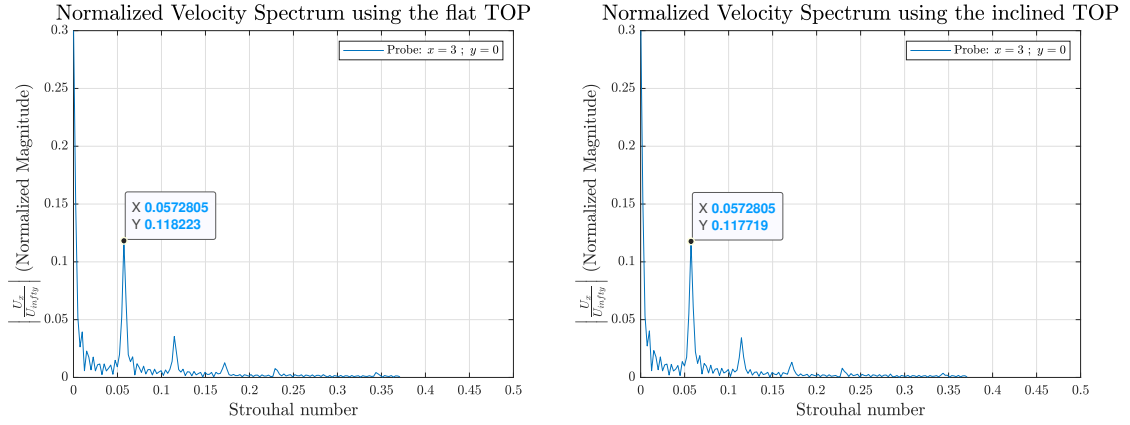 Normalized Velocity Spectrum using the flat TOP
0.3
0.25
0.2
0.15
0.1
0.05
0
| U_x / U_{infty} | (Normalized Magnitude)
Probe: x = 3 ; y = 0
X 0.0572805
Y 0.118223
0 0.05 0.1 0.15 0.2 0.25 0.3 0.35 0.4 0.45 0.5
Strouhal number
Normalized Velocity Spectrum using the inclined TOP
0.3
0.25
0.2
0.15
0.1
0.05
0
| U_x / U_{infty} | (Normalized Magnitude)
Probe: x = 3 ; y = 0
X 0.0572805
Y 0.117719
0 0.05 0.1 0.15 0.2 0.25 0.3 0.35 0.4 0.45 0.5
Strouhal number